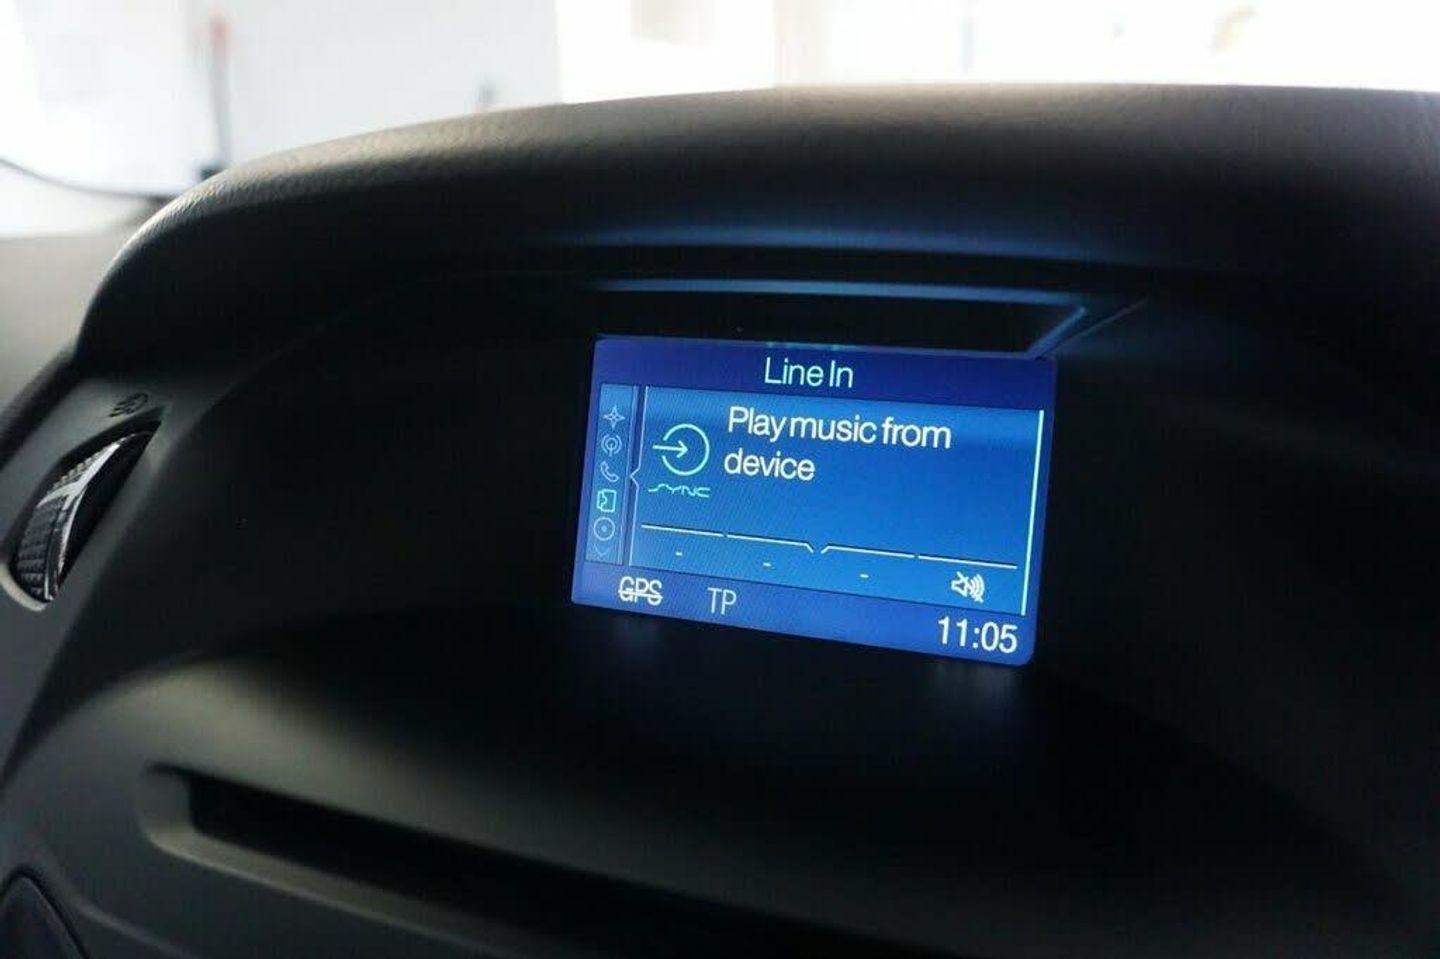 Line In
Play music from
device
SYNC
-
-
-
GPS
TP
11:05